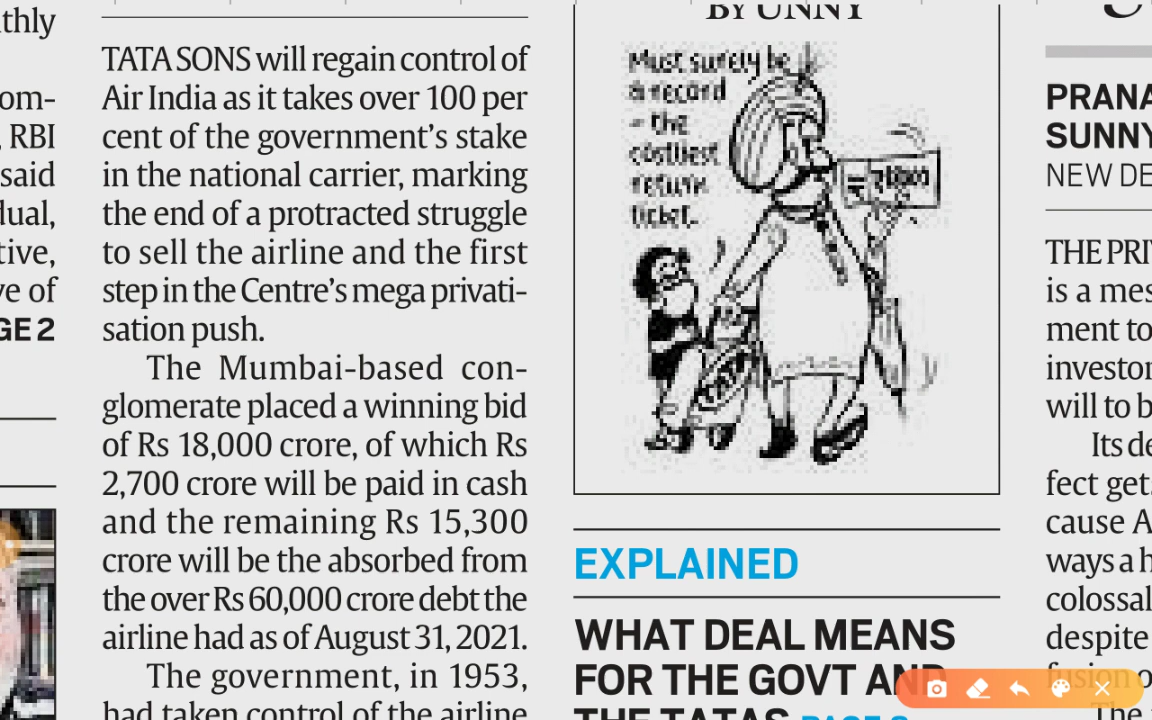 thly
om-
, RBI
said
dual,
tive,
ve of
GE 2
TATA SONS will regain control of
Air India as it takes over 100 per
cent of the government's stake
in the national carrier, marking
the end of a protracted struggle
to sell the airline and the first
step in the Centre's mega privati-
sation push.
The Mumbai-based con-
glomerate placed a winning bid
of Rs 18,000 crore, of which Rs
2,700 crore will be paid in cash
and the remaining Rs 15,300
crore will be the absorbed from
the over Rs 60,000 crore debt the
airline had as of August 31, 2021.
The government, in 1953,
had taken control of the airline
BY UNNY
Must surely be
a record
- the
costliest
return
ticket.
EXPLAINED
WHAT DEAL MEANS
FOR THE GOVT AND
THE TATAS
PRANA
SUNNY
NEW DE
THE PRI
is a mes
ment to
investor
will to b
Its de
fect get
cause A
ways a h
colossal
despite
fusion o
The